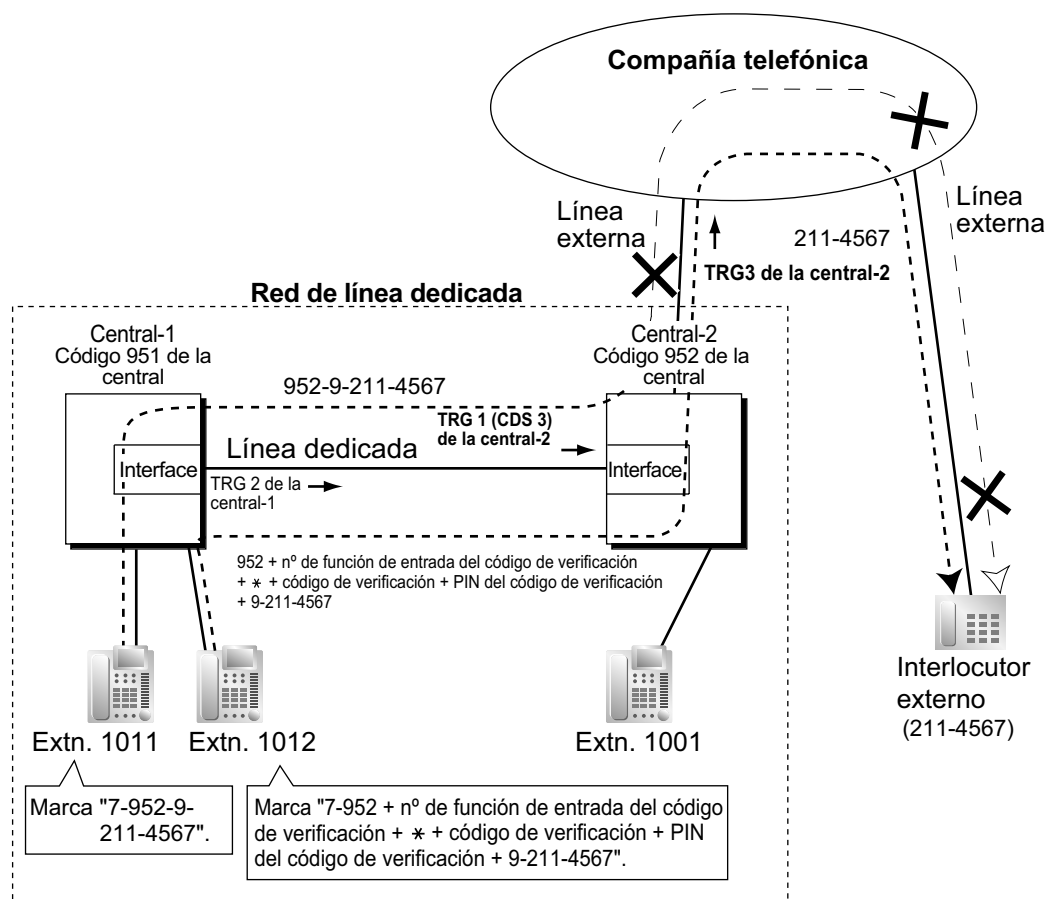 Compañía telefónica
Línea
externa
Línea
externa
211-4567
TRG3 de la central-2
Red de línea dedicada
Central-1
Código 951 de la
central
Central-2
Código 952 de la
central
952-9-211-4567
TRG 1 (CDS 3)
de la central-2
Interface
Línea dedicada
Interface
TRG 2 de la
central-1
952 + nº de función de entrada del código de verificación
+ * + código de verificación + PIN del código de verificación
+ 9-211-4567
Extn. 1011
Extn. 1012
Extn. 1001
Interlocutor
externo
(211-4567)
Marca "7-952-9-
211-4567".
Marca "7-952 + nº de función de entrada del código
de verificación + * + código de verificación + PIN
del código de verificación + 9-211-4567".